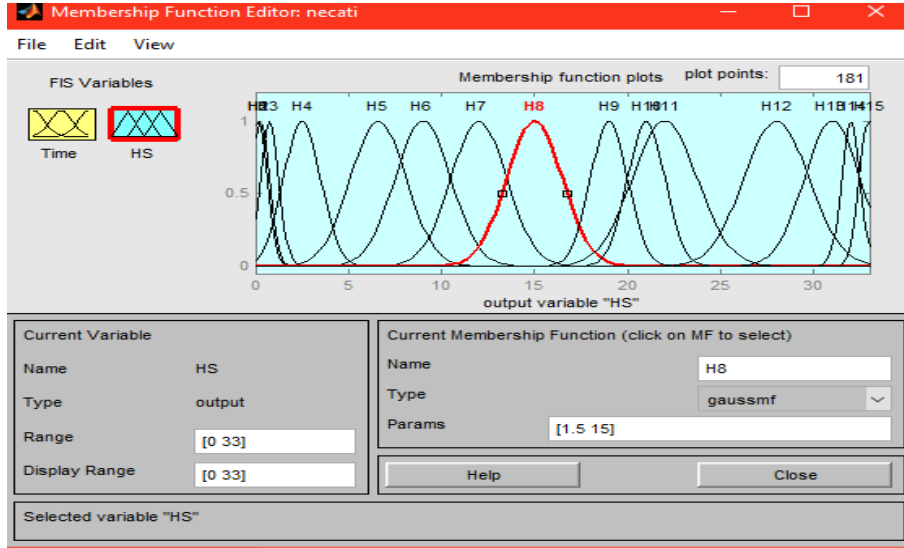 Membership Function Editor: necati
File Edit View
FIS Variables
Time HS
Membership function plots plot points: 181
H3 H4 H5 H6 H7 H8 H9 H10 H11 H12 H13 H14 H15
1
0.5
0
0 5 10 15 20 25 30
output variable "HS"
Current Variable
Name HS
Type output
Range [0 33]
Display Range [0 33]
Current Membership Function (click on MF to select)
Name H8
Type gaussmf
Params [1.5 15]
Help Close
Selected variable "HS"